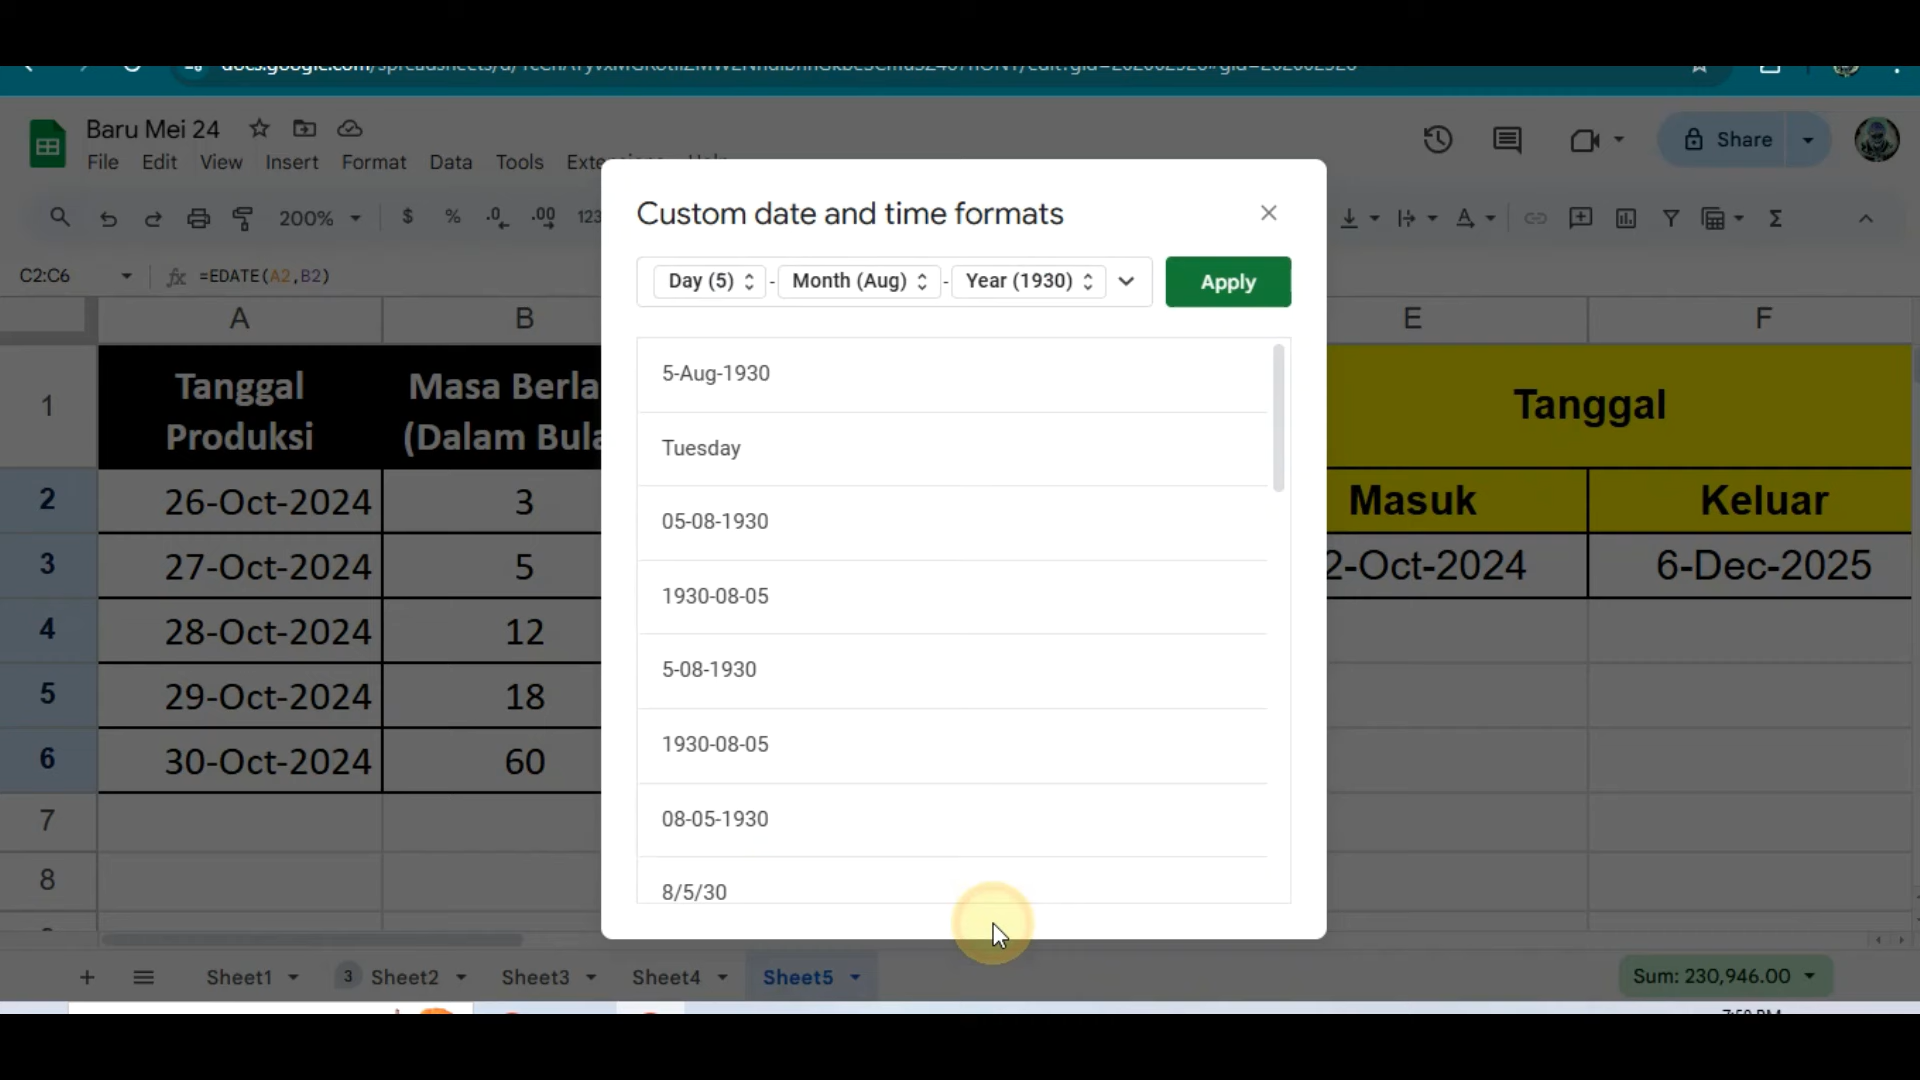 Baru Mei 24
Share
File Edit View Insert Format Data Tools
200% $ % .0 .00 123
C2:C6 fx =EDATE(A2,B2)
Custom date and time formats
Day (5) - Month (Aug) - Year (1930) Apply
5-Aug-1930
Tuesday
05-08-1930
1930-08-05
5-08-1930
1930-08-05
08-05-1930
8/5/30
A B E F
1 Tanggal
Produksi
Masa Berla
(Dalam Bula
Tanggal
2 26-Oct-2024 3 Masuk Keluar
3 27-Oct-2024 5 2-Oct-2024 6-Dec-2025
4 28-Oct-2024 12
5 29-Oct-2024 18
6 30-Oct-2024 60
7
8
Sheet1 3 Sheet2 Sheet3 Sheet4 Sheet5 Sum: 230,946.00